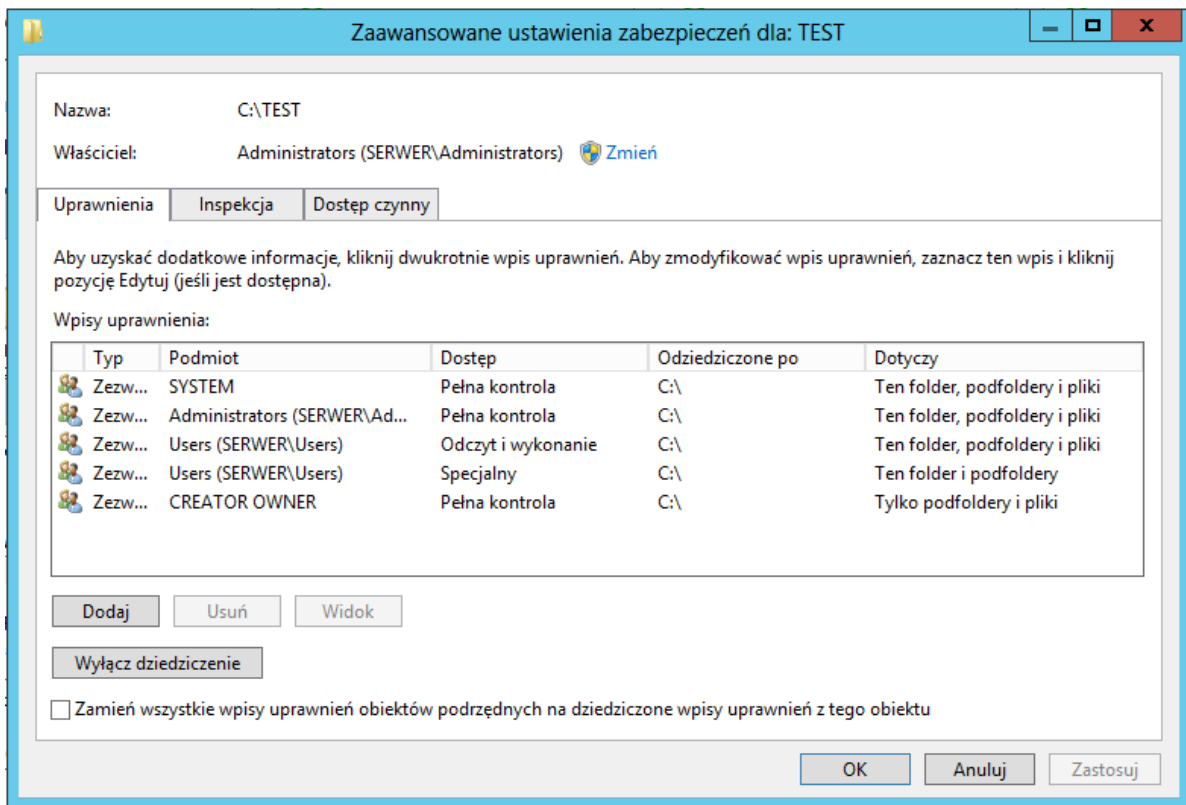 Zaawansowane ustawienia zabezpieczeń dla: TEST
Nazwa: C:\TEST
Właściciel: Administrators (SERWER\Administrators) Zmień
Uprawnienia Inspekcja Dostęp czynny
Aby uzyskać dodatkowe informacje, kliknij dwukrotnie wpis uprawnień. Aby zmodyfikować wpis uprawnień, zaznacz ten wpis i kliknij
pozycję Edytuj (jeśli jest dostępna).
Wpisy uprawnienia:
Typ Podmiot Dostęp Odziedziczone po Dotyczy
Zezw... SYSTEM Pełna kontrola C:\ Ten folder, podfoldery i pliki
Zezw... Administrators (SERWER\Ad... Pełna kontrola C:\ Ten folder, podfoldery i pliki
Zezw... Users (SERWER\Users) Odczyt i wykonanie C:\ Ten folder, podfoldery i pliki
Zezw... Users (SERWER\Users) Specjalny C:\ Ten folder i podfoldery
Zezw... CREATOR OWNER Pełna kontrola C:\ Tylko podfoldery i pliki
Dodaj Usuń Widok
Wyłącz dziedziczenie
Zamień wszystkie wpisy uprawnień obiektów podrzędnych na dziedziczone wpisy uprawnień z tego obiektu
OK Anuluj Zastosuj